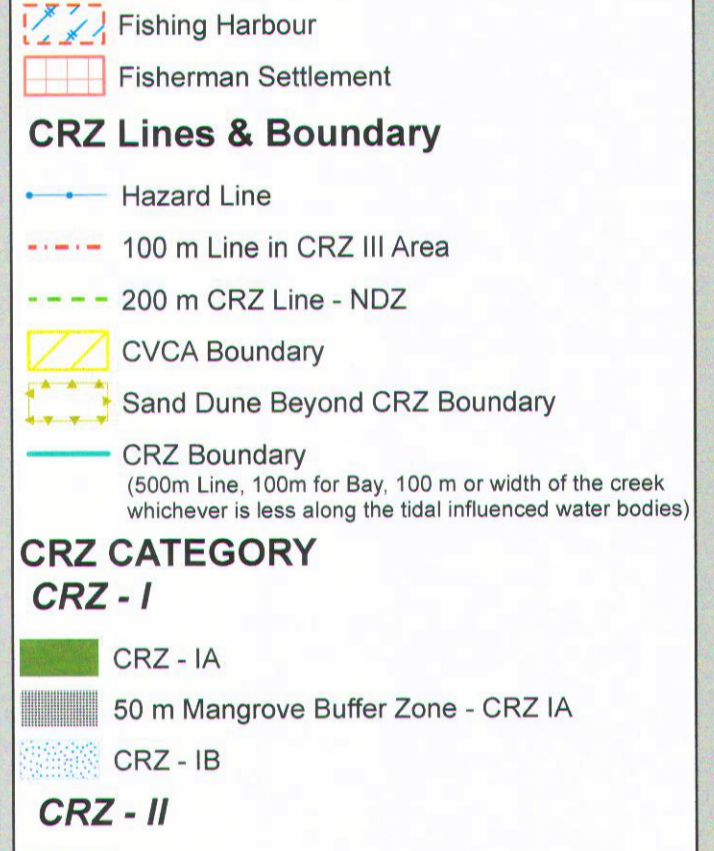 Fishing Harbour
Fisherman Settlement
CRZ Lines & Boundary
Hazard Line
100 m Line in CRZ III Area
200 m CRZ Line - NDZ
CVCA Boundary
Sand Dune Beyond CRZ Boundary
CRZ Boundary
(500m Line, 100m for Bay, 100 m or width of the creek
whichever is less along the tidal influenced water bodies)
CRZ CATEGORY
CRZ - I
CRZ - IA
50 m Mangrove Buffer Zone - CRZ IA
CRZ - IB
CRZ - II